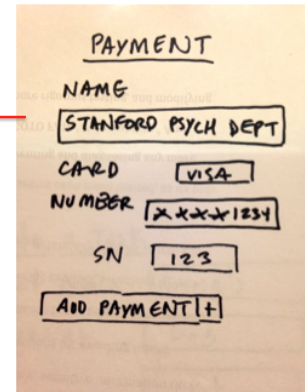 PAYMENT
NAME
STANFORD PSYCH DEPT
CARD VISA
NUMBER XXXX1234
SN 123
ADD PAYMENT +